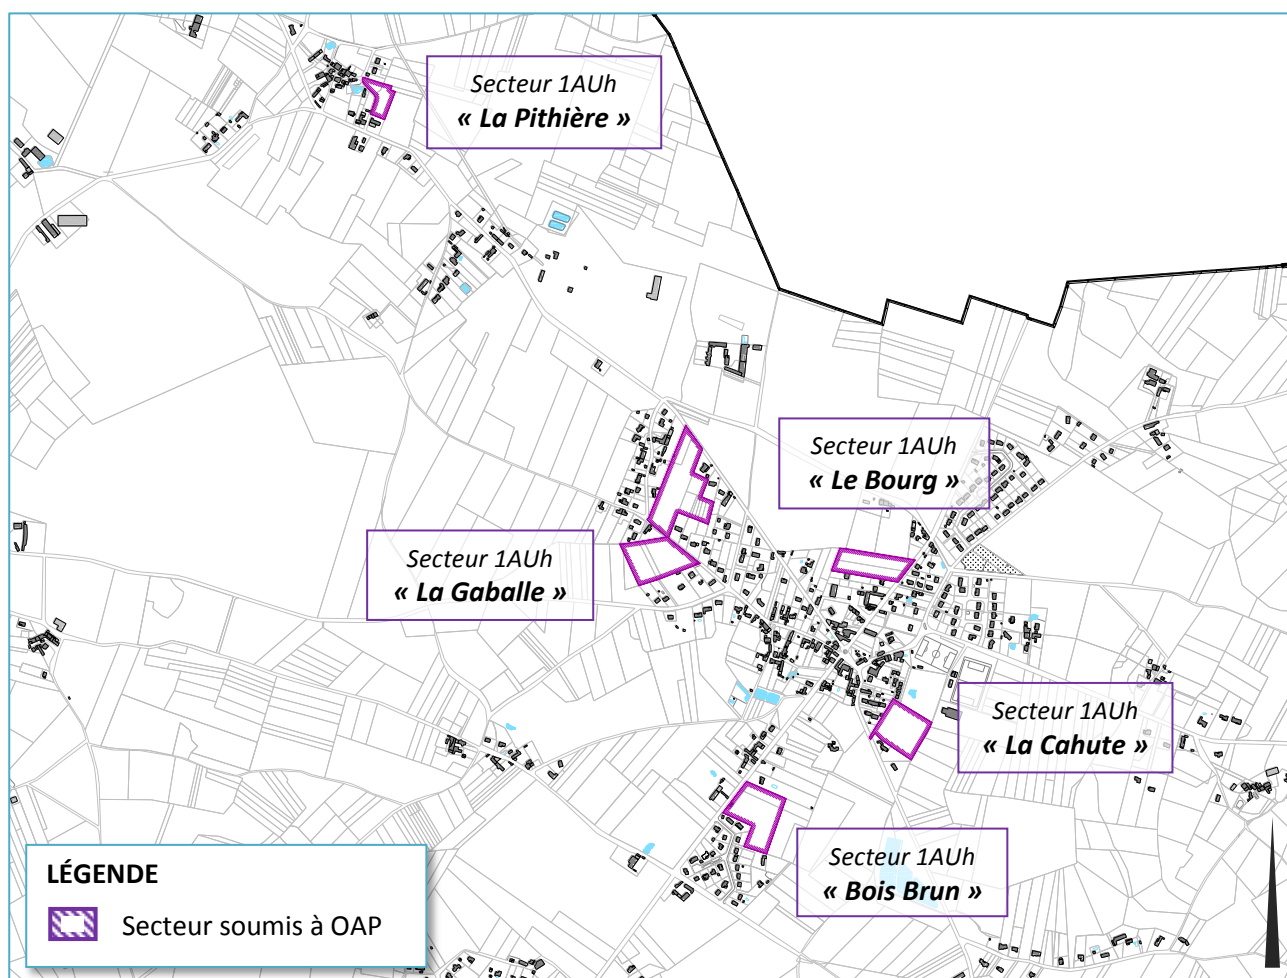 Secteur 1AUh
« La Pithière »
Secteur 1AUh
« Le Bourg »
Secteur 1AUh
« La Gaballe »
Secteur 1AUh
« La Cahute »
Secteur 1AUh
« Bois Brun »
LÉGENDE
Secteur soumis à OAP